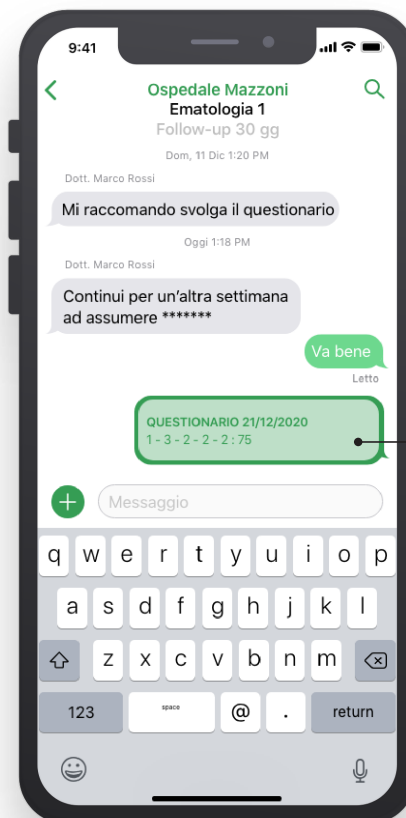 9:41
Ospedale Mazzoni
Ematologia 1
Follow-up 30 gg
Dom, 11 Dic 1:20 PM
Dott. Marco Rossi
Mi raccomando svolga il questionario
Oggi 1:18 PM
Dott. Marco Rossi
Continui per un'altra settimana
ad assumere *******
Va bene
Letto
QUESTIONARIO 21/12/2020
1 - 3 - 2 - 2 - 2 : 75
Messaggio
q w e r t y u i o p
a s d f g h j k l
z x c v b n m
123 space @ . return